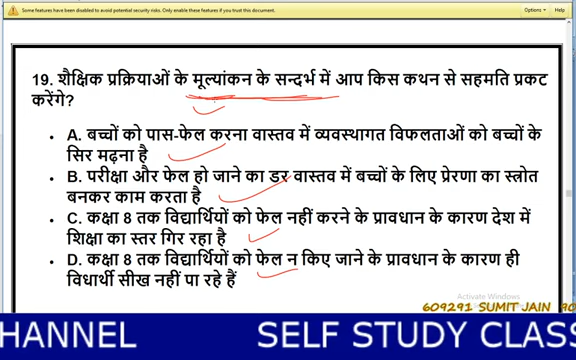 Some features have been disabled to avoid potential security risks. Only enable these features if you trust this document.
Options
19. शैक्षिक प्रक्रियाओं के मूल्यांकन के सन्दर्भ में आप किस कथन से सहमति प्रकट
करेंगे?
• A. बच्चों को पास-फेल करना वास्तव में व्यवस्थागत विफलताओं को बच्चों के
सिर मढ़ना है
• B. परीक्षा और फेल हो जाने का डर वास्तव में बच्चों के लिए प्रेरणा का स्त्रोत
बनकर काम करता है
• C. कक्षा 8 तक विद्यार्थियों को फेल नहीं करने के प्रावधान के कारण देश में
शिक्षा का स्तर गिर रहा है
• D. कक्षा 8 तक विद्यार्थियों को फेल न किए जाने के प्रावधान के कारण ही
विधार्थी सीख नहीं पा रहे हैं
Activate Windows
609291 SUMIT JAIN 90
HANNEL SELF STUDY CLASS